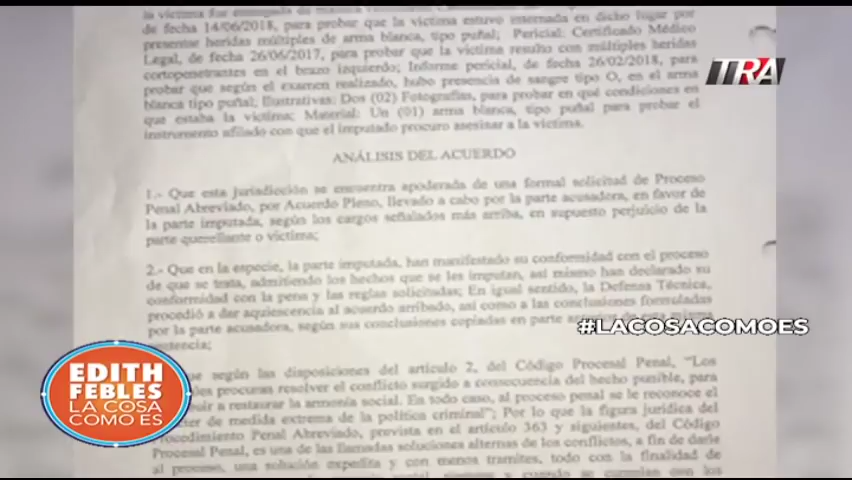 la víctima fue
de fecha 14/06/2018, para probar que la víctima estuvo internada en dicho lugar por
presentar heridas múltiples de arma blanca, tipo puñal; Pericial: Certificado Médico
Legal, de fecha 26/06/2017, para probar que la víctima resulto con múltiples heridas
cortopenetrantes en el brazo izquierdo; Informe pericial, de fecha 26/02/2018, para
probar que según el examen realizado, hubo presencia de sangre tipo O, en el arma
blanca tipo puñal; Ilustrativas: Dos (02) Fotografías, para probar en qué condiciones en
que estaba la víctima; Material: Un (01) arma blanca, tipo puñal para probar el
instrumento afilado con que el imputado procuro asesinar a la víctima.
ITRA
ANÁLISIS DEL ACUERDO
1.- Que esta jurisdicción se encuentra apoderada de una formal solicitud de Proceso
Penal Abreviado, por Acuerdo Pleno, llevado a cabo por la parte acusadora, en favor de
la parte imputada, según los cargos señalados más arriba, en supuesto perjuicio de la
parte querellante o víctima;
2.- Que en la especie, la parte imputada, han manifestado su conformidad con el proceso
de que se trata, admitiendo los hechos que se les imputan, así mismo han declarado su
conformidad con la pena y las reglas solicitadas; En igual sentido, la Defensa Técnica,
procedió a dar aquiescencia al acuerdo arribado, así como a las conclusiones formuladas
por la parte acusadora, según sus conclusiones copiadas en parte
sentencia;
#LACOSACOMOES
según las disposiciones del artículo 2, del Código Procesal Penal, "Los
procuran resolver el conflicto surgido a consecuencia del hecho punible, para
a restaurar la armonía social. En todo caso, al proceso penal se le reconoce el
de medida extrema de la política criminal"; Por lo que la figura jurídica del
Procedimiento Penal Abreviado, prevista en el artículo 363 y siguientes, del Código
Procesal Penal, es una de las llamadas soluciones alternas de los conflictos, a fin de darle
al proceso, una solución expedita y con menos tramites, todo con la finalidad de
EDITH
FEBLES
LA COSA
COMO ES